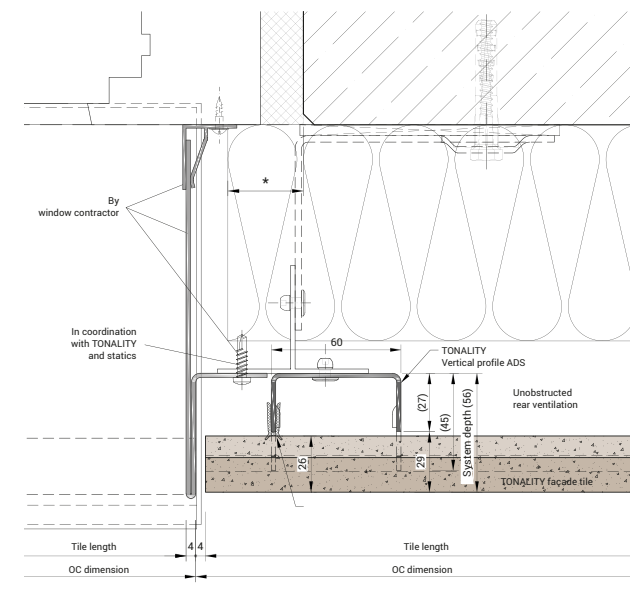 *
By
window contractor
In coordination
with TONALITY
and statics
60
TONALITY
Vertical profile ADS
Unobstructed
rear ventilation
(27)
(45)
System depth (56)
26
29
TONALITY façade tile
Tile length
4
4
Tile length
OC dimension
OC dimension